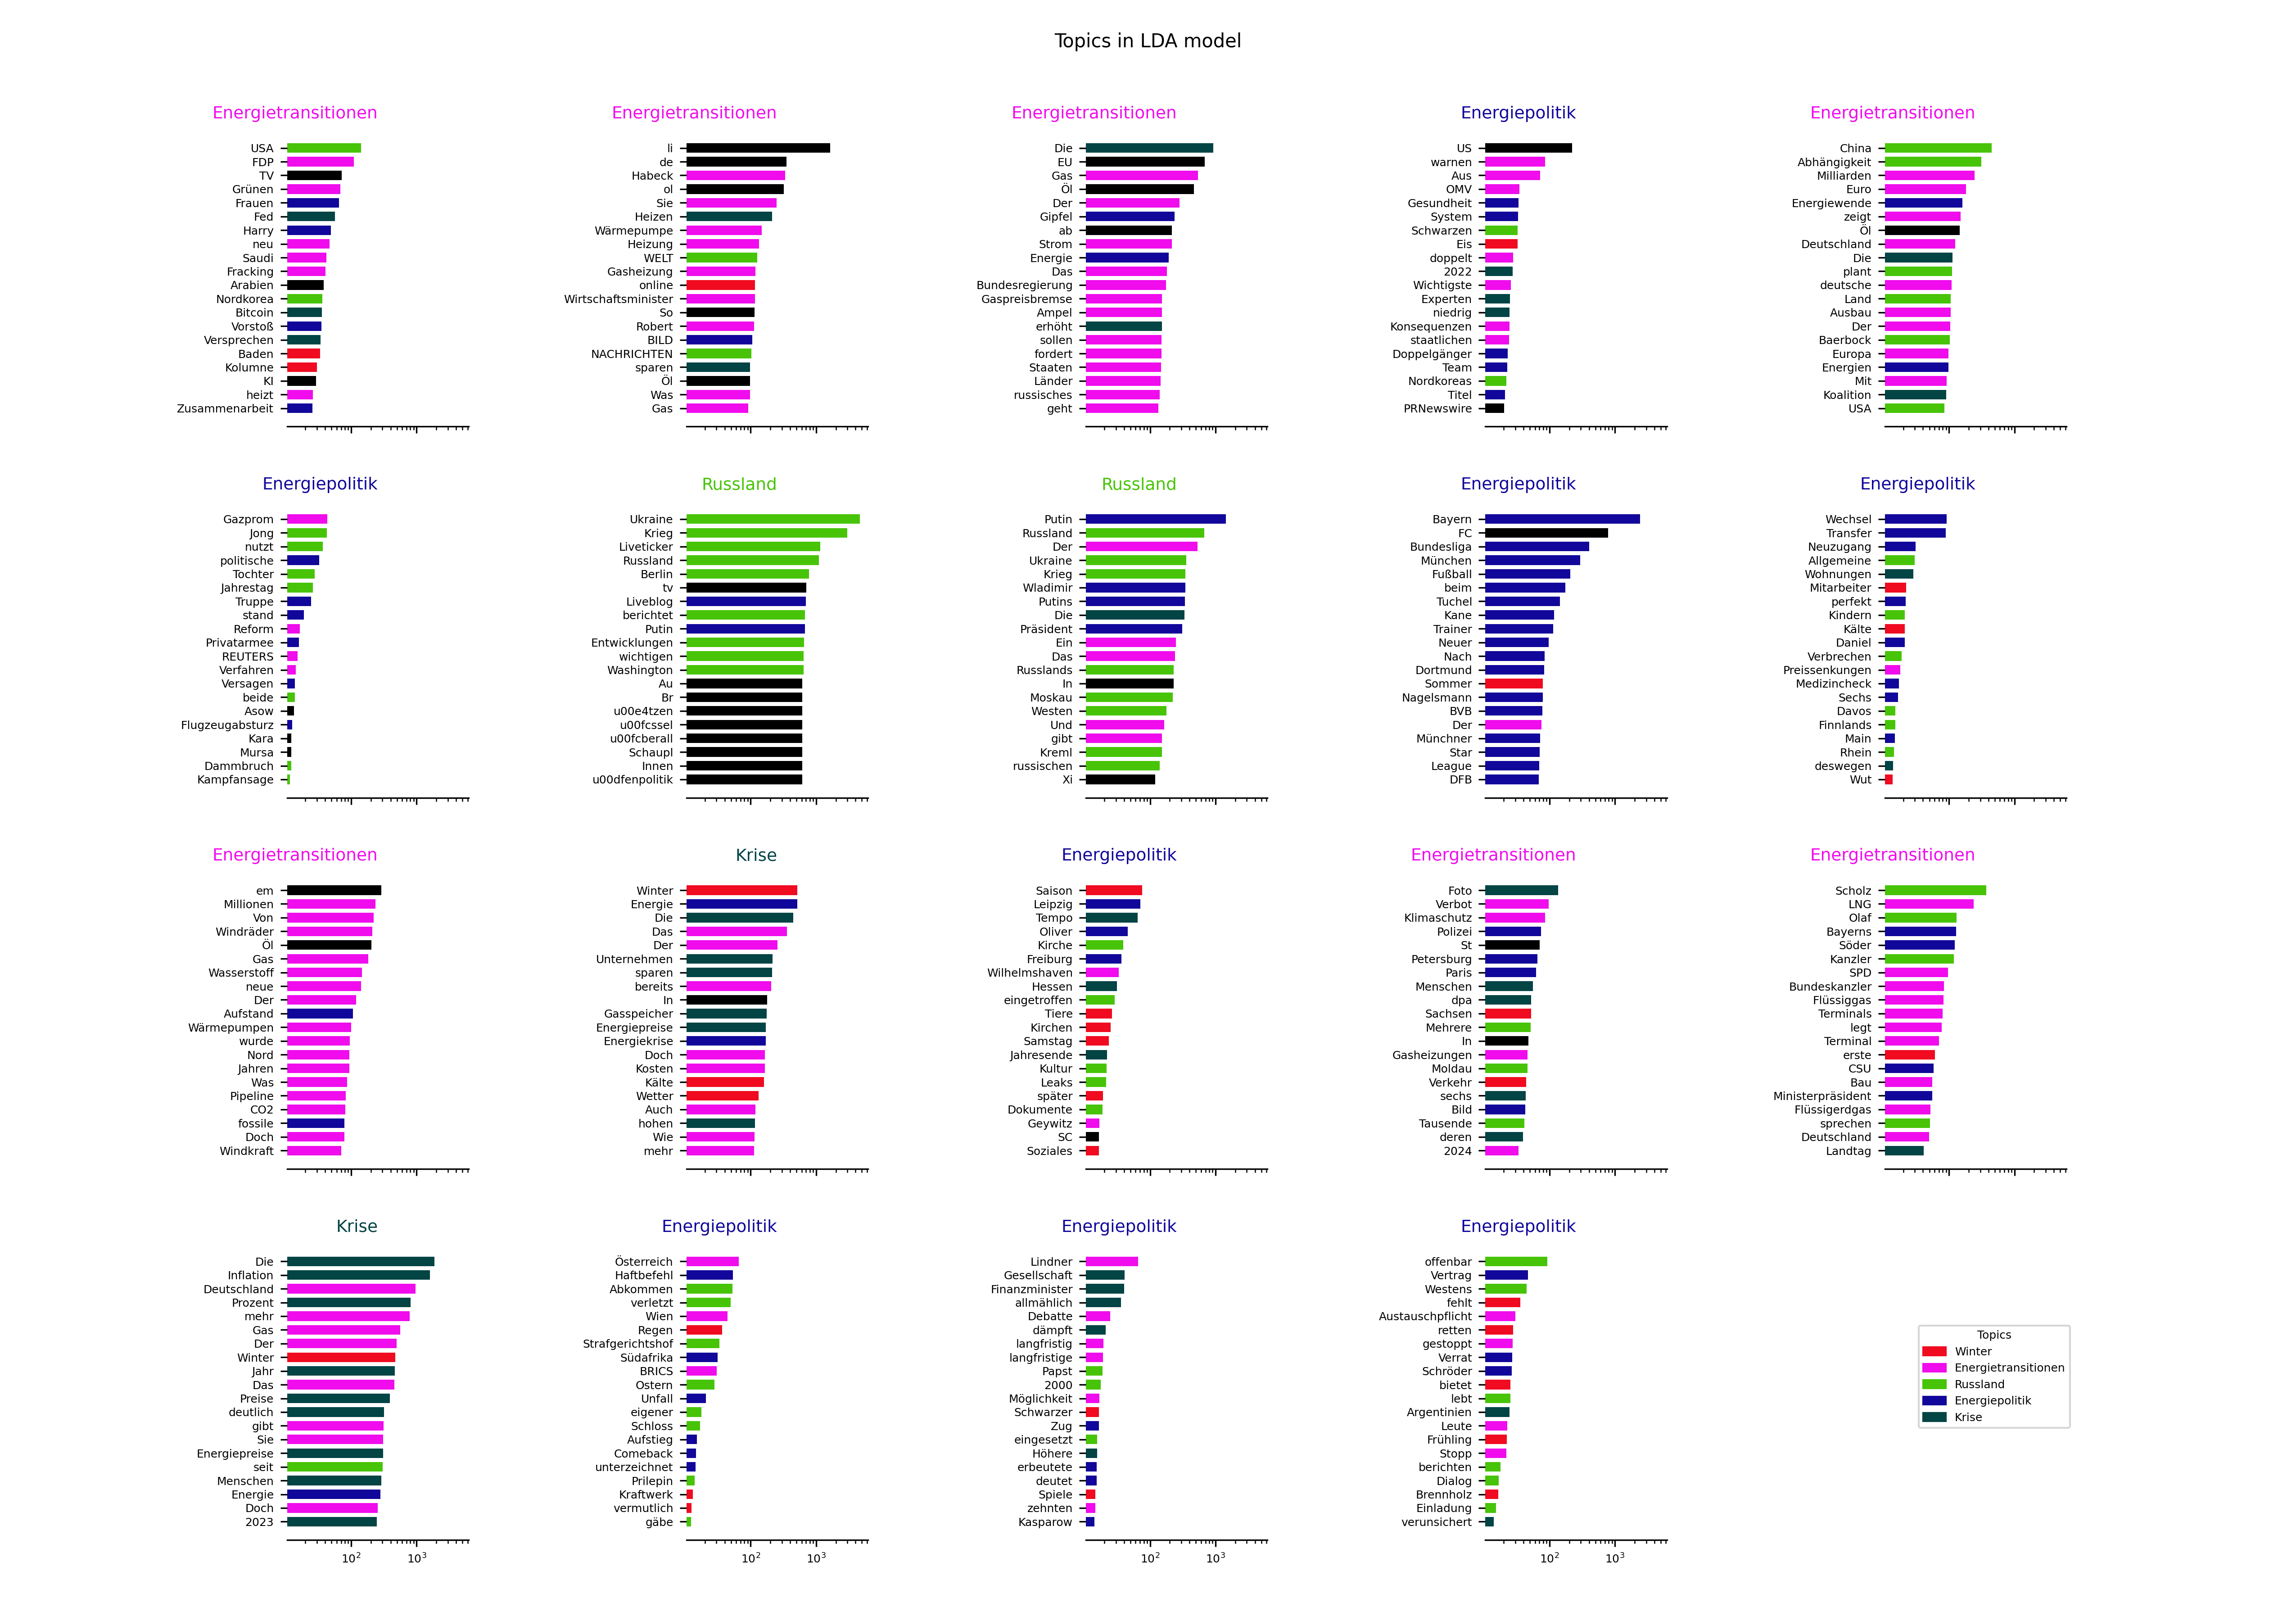 Topics in LDA model
Energietransitionen
USA
FDP
TV
Grünen
Frauen
Fed
Harry
neu
Saudi
Fracking
Arabien
Nordkorea
Bitcoin
Vorstoß
Versprechen
Baden
Kolumne
KI
heizt
Zusammenarbeit
Energietransitionen
li
de
Habeck
ol
Sie
Heizen
Wärmepumpe
Heizung
WELT
Gasheizung
online
Wirtschaftsminister
So
Robert
BILD
NACHRICHTEN
sparen
Öl
Was
Gas
Energietransitionen
Die
EU
Gas
Öl
Der
Gipfel
ab
Strom
Energie
Das
Bundesregierung
Gaspreisbremse
Ampel
erhöht
sollen
fordert
Staaten
Länder
russisches
geht
Energiepolitik
US
warnen
Aus
OMV
Gesundheit
System
Schwarzen
Eis
doppelt
2022
Wichtigste
Experten
niedrig
Konsequenzen
staatlichen
Doppelgänger
Team
Nordkoreas
Titel
PRNewswire
Energietransitionen
China
Abhängigkeit
Milliarden
Euro
Energiewende
zeigt
Öl
Deutschland
Die
plant
deutsche
Land
Ausbau
Der
Baerbock
Europa
Energien
Mit
Koalition
USA
Energiepolitik
Gazprom
Jong
nutzt
politische
Tochter
Jahrestag
Truppe
stand
Reform
Privatarmee
REUTERS
Verfahren
Versagen
beide
Asow
Flugzeugabsturz
Kara
Mursa
Dammbruch
Kampfansage
Russland
Ukraine
Krieg
Liveticker
Russland
Berlin
tv
Liveblog
berichtet
Putin
Entwicklungen
wichtigen
Washington
Au
Br
u00e4tzen
u00fcssel
u00fcberall
Schaupl
Innen
u00dfenpolitik
Russland
Putin
Russland
Der
Ukraine
Krieg
Wladimir
Putins
Die
Präsident
Ein
Das
Russlands
In
Moskau
Westen
Und
gibt
Kreml
russischen
Xi
Energiepolitik
Bayern
FC
Bundesliga
München
Fußball
beim
Tuchel
Kane
Trainer
Neuer
Nach
Dortmund
Sommer
Nagelsmann
BVB
Der
Münchner
Star
League
DFB
Energiepolitik
Wechsel
Transfer
Neuzugang
Allgemeine
Wohnungen
Mitarbeiter
perfekt
Kindern
Kälte
Daniel
Verbrechen
Preissenkungen
Medizincheck
Sechs
Davos
Finnlands
Main
Rhein
deswegen
Wut
Energietransitionen
em
Millionen
Von
Windräder
Öl
Gas
Wasserstoff
neue
Der
Aufstand
Wärmepumpen
wurde
Nord
Jahren
Was
Pipeline
CO2
fossile
Doch
Windkraft
Krise
Winter
Energie
Die
Das
Der
Unternehmen
sparen
bereits
In
Gasspeicher
Energiepreise
Energiekrise
Doch
Kosten
Kälte
Wetter
Auch
hohen
Wie
mehr
Energiepolitik
Saison
Leipzig
Tempo
Oliver
Kirche
Freiburg
Wilhelmshaven
Hessen
eingetroffen
Tiere
Kirchen
Samstag
Jahresende
Kultur
Leaks
später
Dokumente
Geywitz
SC
Soziales
Energietransitionen
Foto
Verbot
Klimaschutz
Polizei
St
Petersburg
Paris
Menschen
dpa
Sachsen
Mehrere
In
Gasheizungen
Moldau
Verkehr
sechs
Bild
Tausende
deren
2024
Energietransitionen
Scholz
LNG
Olaf
Bayerns
Söder
Kanzler
SPD
Bundeskanzler
Flüssiggas
Terminals
legt
Terminal
erste
CSU
Bau
Ministerpräsident
Flüssigerdgas
sprechen
Deutschland
Landtag
Krise
Die
Inflation
Deutschland
Prozent
mehr
Gas
Der
Winter
Jahr
Das
Preise
deutlich
gibt
Sie
Energiepreise
seit
Menschen
Energie
Doch
2023
10² 10³
Energiepolitik
Österreich
Haftbefehl
Abkommen
verletzt
Wien
Regen
Strafgerichtshof
Südafrika
BRICS
Ostern
Unfall
eigener
Schloss
Aufstieg
Comeback
unterzeichnet
Prilepin
Kraftwerk
vermutlich
gäbe
10² 10³
Energiepolitik
Lindner
Gesellschaft
Finanzminister
allmählich
Debatte
dämpft
langfristig
langfristige
Papst
2000
Möglichkeit
Schwarzer
Zug
eingesetzt
Höhere
erbeutete
deutet
Spiele
zehnten
Kasparow
10² 10³
Energiepolitik
offenbar
Vertrag
Westens
fehlt
Austauschpflicht
retten
gestoppt
Verrat
Schröder
bietet
lebt
Argentinien
Leute
Frühling
Stopp
berichten
Dialog
Brennholz
Einladung
verunsichert
10² 10³
Topics
Winter
Energietransitionen
Russland
Energiepolitik
Krise